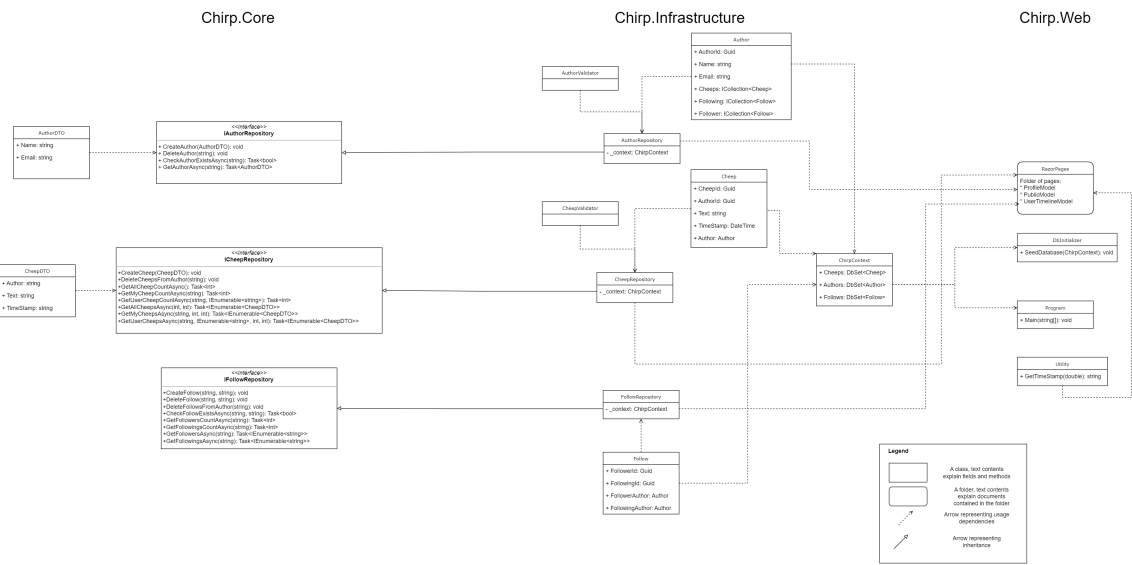 Chirp.Core
Chirp.Infrastructure
Chirp.Web
AuthorDTO
+ Name: string
+ Email: string
<<interface>>
IAuthorRepository
+ CreateAuthor(AuthorDTO): void
+ DeleteAuthor(string): void
+ CheckAuthorExistsAsync(string): Task<bool>
+ GetAuthorAsync(string): Task<AuthorDTO>
CheepDTO
+ Author: string
+ Text: string
+ TimeStamp: string
<<interface>>
ICheepRepository
+CreateCheep(CheepDTO): void
+DeleteCheepsFromAuthor(string): void
+GetAllCheepCountAsync(): Task<int>
+GetMyCheepCountAsync(string): Task<int>
+GetUserCheepCountAsync(string, IEnumerable<string>): Task<int>
+GetAllCheepsAsync(int, int): Task<IEnumerable<CheepDTO>>
+GetMyCheepsAsync(string, int, int): Task<IEnumerable<CheepDTO>>
+GetUserCheepsAsync(string, IEnumerable<string>, int, int): Task<IEnumerable<CheepDTO>>
<<interface>>
IFollowRepository
+CreateFollow(string, string): void
+DeleteFollow(string, string): void
+DeleteFollowsFromAuthor(string): void
+CheckFollowExistsAsync(string, string): Task<bool>
+GetFollowersCountAsync(string): Task<int>
+GetFollowingsCountAsync(string): Task<int>
+GetFollowersAsync(string): Task<IEnumerable<string>>
+GetFollowingsAsync(string): Task<IEnumerable<string>>
AuthorValidator
Author
+ AuthorId: Guid
+ Name: string
+ Email: string
+ Cheeps: ICollection<Cheep>
+ Following: ICollection<Follow>
+ Follower: ICollection<Follow>
AuthorRepository
- _context: ChirpContext
CheepValidator
Cheep
+ CheepId: Guid
+ AuthorId: Guid
+ Text: string
+ TimeStamp: DateTime
+ Author: Author
CheepRepository
- _context: ChirpContext
ChirpContext
+ Cheeps: DbSet<Cheep>
+ Authors: DbSet<Author>
+ Follows: DbSet<Follow>
FollowRepository
- _context: ChirpContext
Follow
+ FollowerId: Guid
+ FollowingId: Guid
+ FollowerAuthor: Author
+ FollowingAuthor: Author
RazorPages
Folder of pages:
* ProfileModel
* PublicModel
* UserTimelineModel
DbInitializer
+ SeedDatabase(ChirpContext): void
Program
+ Main(string[]): void
Utility
+ GetTimeStamp(double): string
Legend
A class, text contents
explain fields and methods
A folder, text contents
explain documents
contained in the folder
Arrow representing usage
dependencies
Arrow representing
inheritance